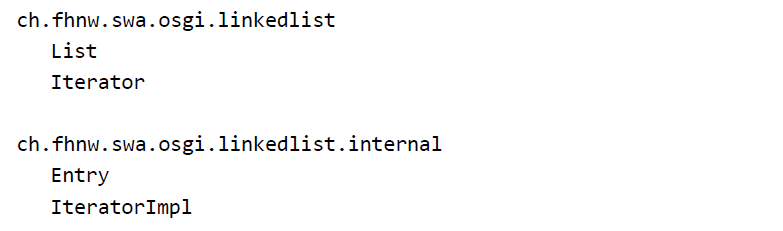 ch.fhnw.swa.osgi.linkedlist
List
Iterator
ch.fhnw.swa.osgi.linkedlist.internal
Entry
IteratorImpl